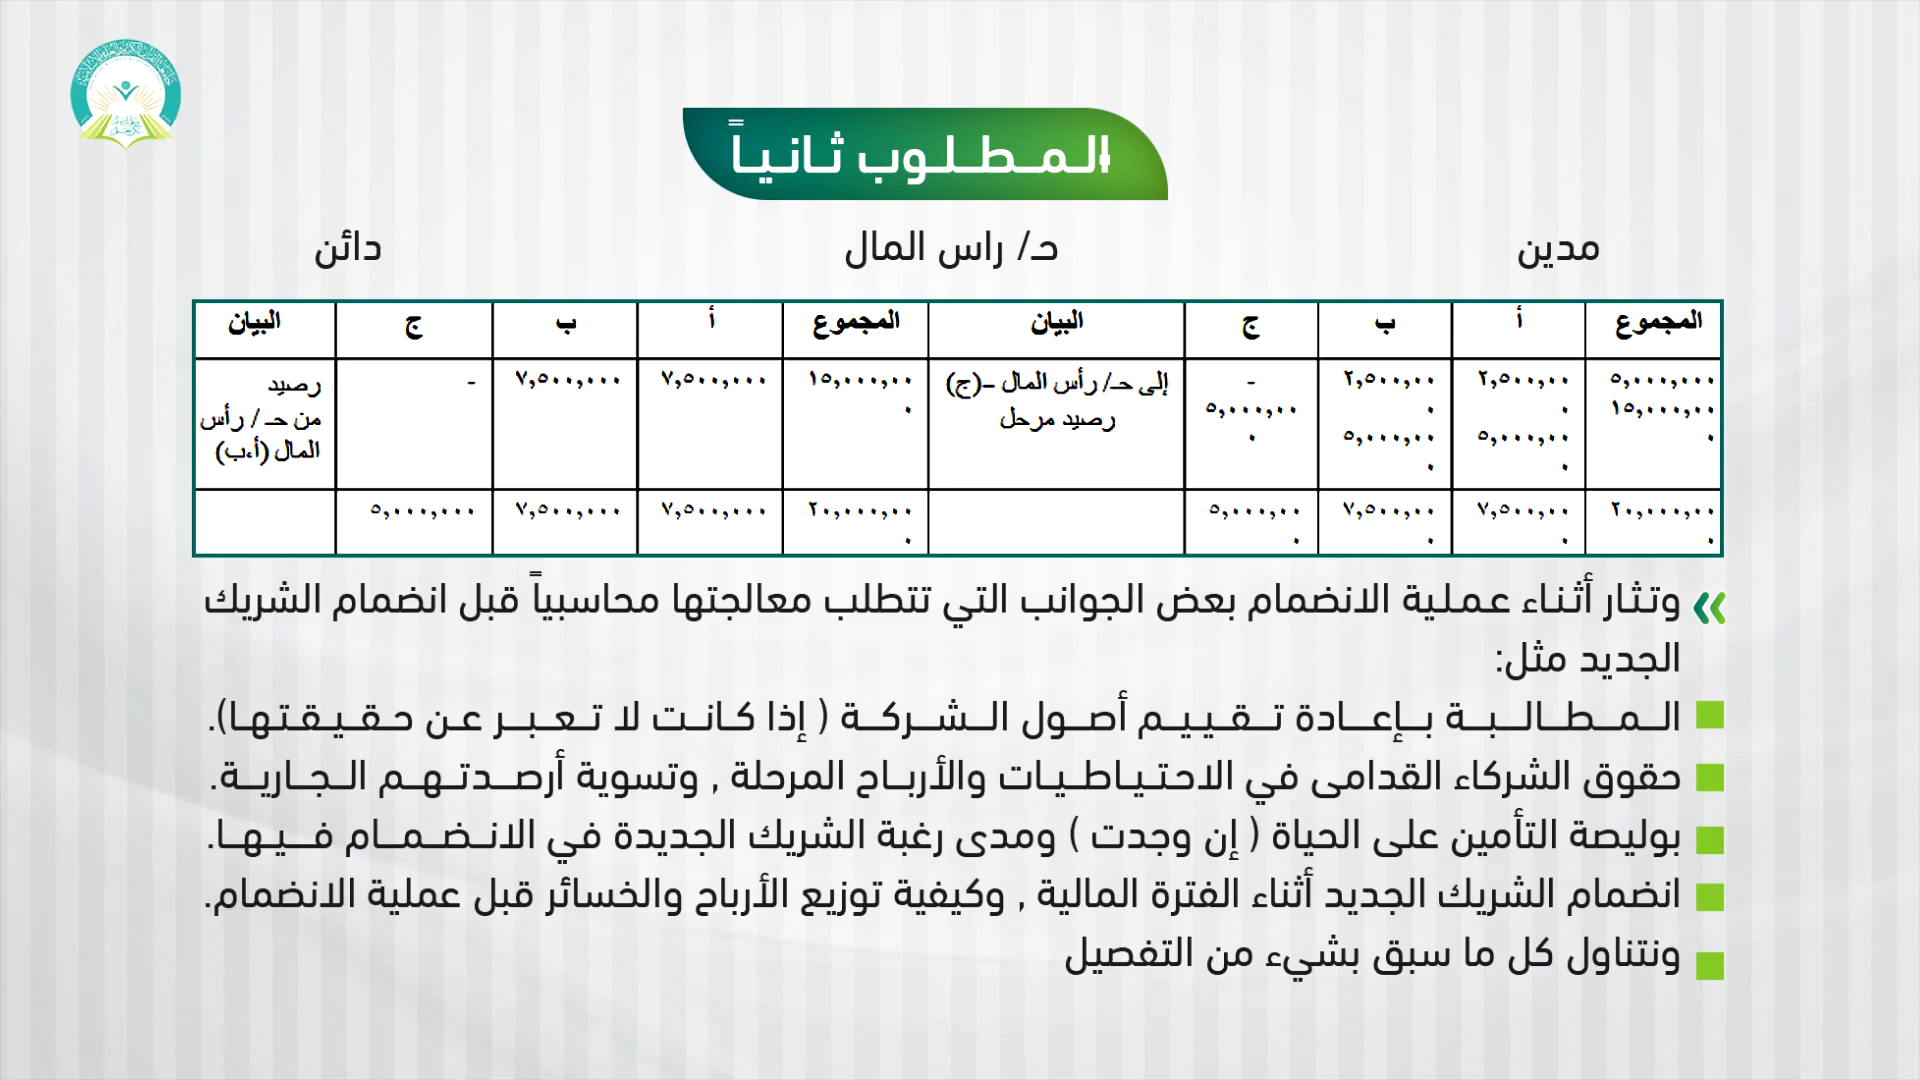 المطلوب ثانياً
مدين حـ/ راس المال دائن
المجموع أ ب ج البيان المجموع أ ب ج البيان
٥,٠٠٠,٠٠٠ ٢,٥٠٠,٠٠٠ ٢,٥٠٠,٠٠٠ - إلى حـ/ رأس المال –(ج) ١٥,٠٠٠,٠٠٠ ٧,٥٠٠,٠٠٠ ٧,٥٠٠,٠٠٠ - رصيد
١٥,٠٠٠,٠٠٠ ٥,٠٠٠,٠٠٠ ٥,٠٠٠,٠٠٠ ٥,٠٠٠,٠٠٠ رصيد مرحل من حـ / رأس
المال (أ،ب)
٢٠,٠٠٠,٠٠٠ ٧,٥٠٠,٠٠٠ ٧,٥٠٠,٠٠٠ ٥,٠٠٠,٠٠٠ ٢٠,٠٠٠,٠٠٠ ٧,٥٠٠,٠٠٠ ٧,٥٠٠,٠٠٠ ٥,٠٠٠,٠٠٠
وتثار أثناء عملية الانضمام بعض الجوانب التي تتطلب معالجتها محاسبياً قبل انضمام الشريك
الجديد مثل:
المطالبة بإعادة تقييم أصول الشركة ( إذا كانت لا تعبر عن حقيقتها).
حقوق الشركاء القدامى في الاحتياطيات والأرباح المرحلة , وتسوية أرصدتهم الجارية.
بوليصة التأمين على الحياة ( إن وجدت ) ومدى رغبة الشريك الجديدة في الانضمام فيها.
انضمام الشريك الجديد أثناء الفترة المالية , وكيفية توزيع الأرباح والخسائر قبل عملية الانضمام.
ونتناول كل ما سبق بشيء من التفصيل